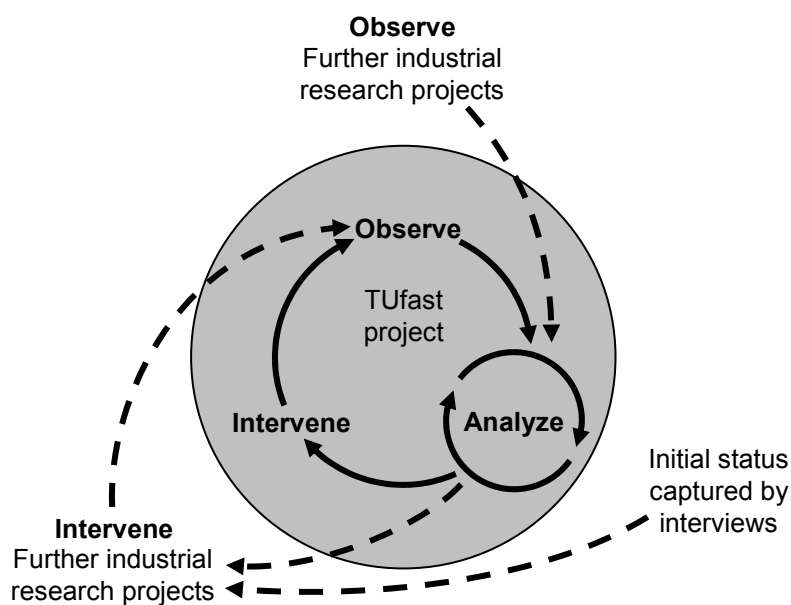 Observe
Further industrial
research projects
Observe
TUfast
project
Intervene
Analyze
Initial status
captured by
interviews
Intervene
Further industrial
research projects